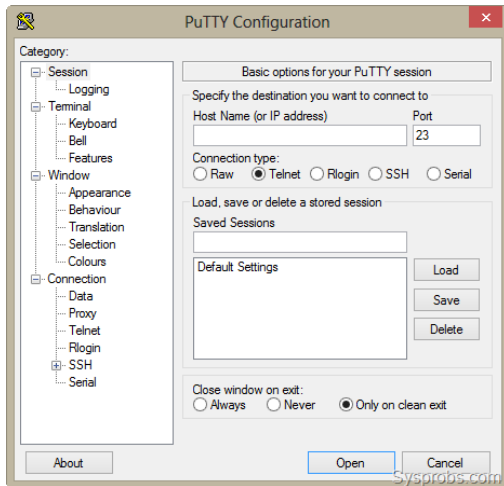 PuTTY Configuration
Category:
Session
Logging
Terminal
Keyboard
Bell
Features
Window
Appearance
Behaviour
Translation
Selection
Colours
Connection
Data
Proxy
Telnet
Rlogin
SSH
Serial
Basic options for your PuTTY session
Specify the destination you want to connect to
Host Name (or IP address) Port
23
Connection type:
Raw Telnet Rlogin SSH Serial
Load, save or delete a stored session
Saved Sessions
Default Settings
Load
Save
Delete
Close window on exit:
Always Never Only on clean exit
About Open Cancel
Sysprobs.com